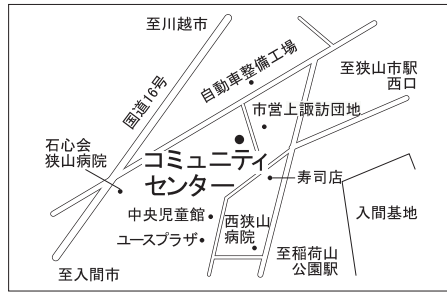 至川越市
国道16号
自動車整備工場
至狭山市駅
西口
市営上諏訪団地
石心会
狭山病院
コミュニティ
センター
寿司店
中央児童館
西狭山
病院
入間基地
ユースプラザ
至稲荷山
公園駅
至入間市